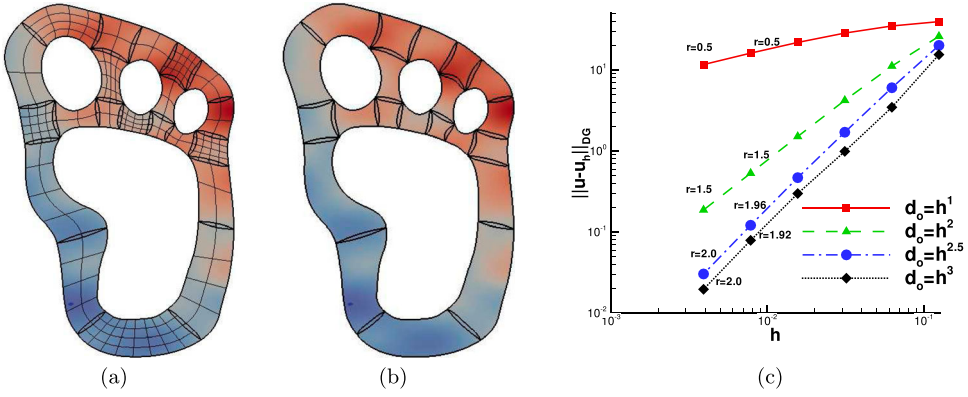 10^1
10^0
10^-1
10^-2
||u-u_h||_DG
r=0.5
r=0.5
r=1.5
r=1.5
r=1.96
r=1.92
r=2.0
r=2.0
d_o=h^1
d_o=h^2
d_o=h^2.5
d_o=h^3
10^-3
10^-2
10^-1
h
(a)
(b)
(c)